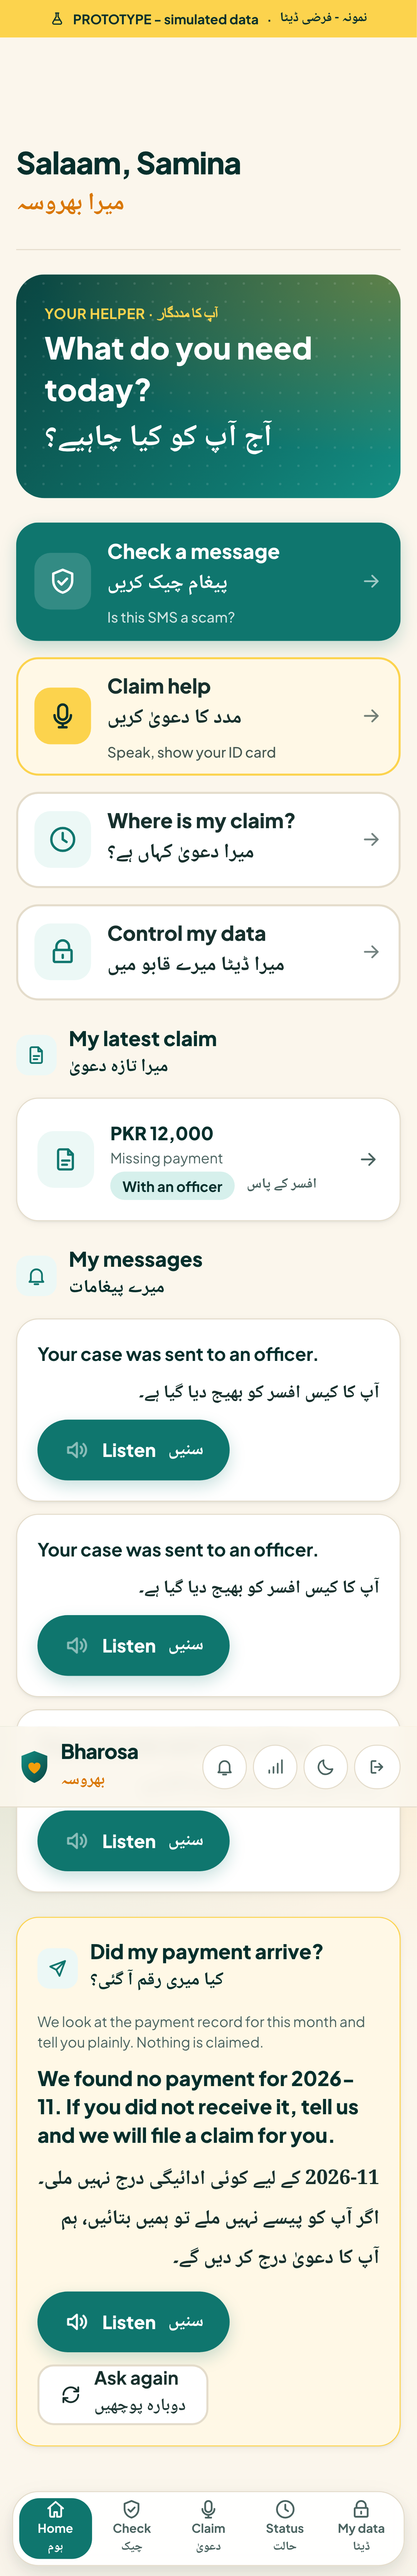 PROTOTYPE - simulated data · نمونہ - فرضی ڈیٹا
Salaam, Samina
میرا بھروسہ
YOUR HELPER · آپ کا مددگار
What do you need
today?
آج آپ کو کیا چاہیے؟
Check a message
پیغام چیک کریں
Is this SMS a scam?
Claim help
مدد کا دعویٰ کریں
Speak, show your ID card
Where is my claim?
میرا دعویٰ کہاں ہے؟
Control my data
میرا ڈیٹا میرے قابو میں
My latest claim
میرا تازہ دعویٰ
PKR 12,000
Missing payment
With an officer افسر کے پاس
My messages
میرے پیغامات
Your case was sent to an officer.
آپ کا کیس افسر کو بھیج دیا گیا ہے۔
Listen سنیں
Your case was sent to an officer.
آپ کا کیس افسر کو بھیج دیا گیا ہے۔
Listen سنیں
Bharosa
بھروسہ
Listen سنیں
Did my payment arrive?
کیا میری رقم آ گئی؟
We look at the payment record for this month and
tell you plainly. Nothing is claimed.
We found no payment for 2026-
11. If you did not receive it, tell us
and we will file a claim for you.
2026-11 کے لیے کوئی ادائیگی درج نہیں ملی۔
اگر آپ کو پیسے نہیں ملے تو ہمیں بتائیں، ہم
آپ کا دعویٰ درج کر دیں گے۔
Listen سنیں
Ask again
دوبارہ پوچھیں
Home Check Claim Status My data
ہوم چیک دعویٰ حالت ڈیٹا